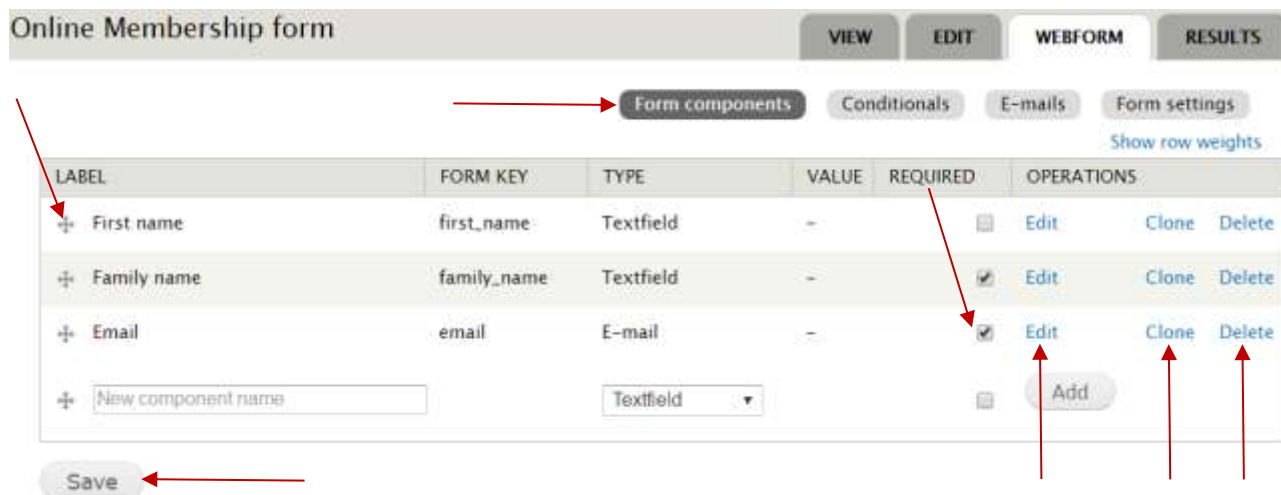 Online Membership form
VIEW EDIT WEBFORM RESULTS
Form components Conditionals E-mails Form settings
Show row weights
LABEL FORM KEY TYPE VALUE REQUIRED OPERATIONS
First name first_name Textfield - Edit Clone Delete
Family name family_name Textfield - Edit Clone Delete
Email email E-mail - Edit Clone Delete
New component name Textfield Add
Save